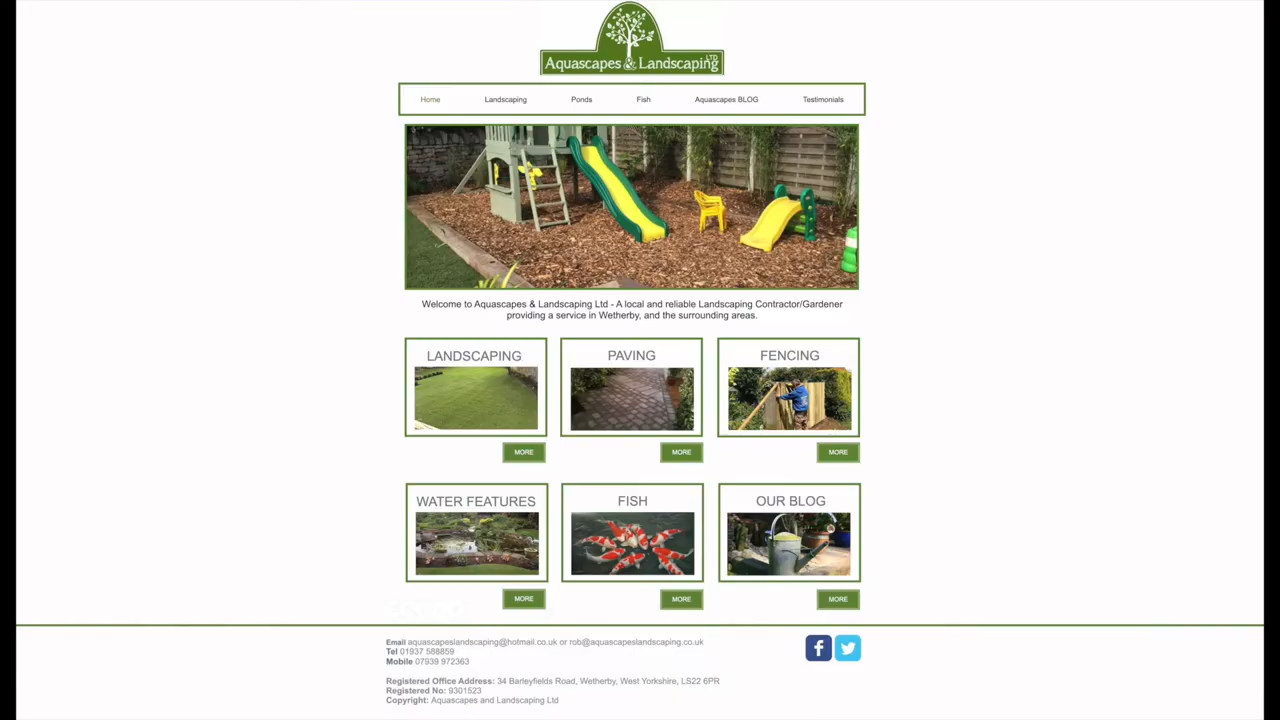 Aquascapes & Landscaping LTD
Home Landscaping Ponds Fish Aquascapes BLOG Testimonials
Welcome to Aquascapes & Landscaping Ltd - A local and reliable Landscaping Contractor/Gardener
providing a service in Wetherby, and the surrounding areas.
LANDSCAPING PAVING FENCING
MORE MORE MORE
WATER FEATURES FISH OUR BLOG
MORE MORE MORE
Email aquascapeslandscaping@hotmail.co.uk or rob@aquascapeslandscaping.co.uk
Tel 01937 588859
Mobile 07939 972363
Registered Office Address: 34 Barleyfields Road, Wetherby, West Yorkshire, LS22 6PR
Registered No: 9301523
Copyright: Aquascapes and Landscaping Ltd